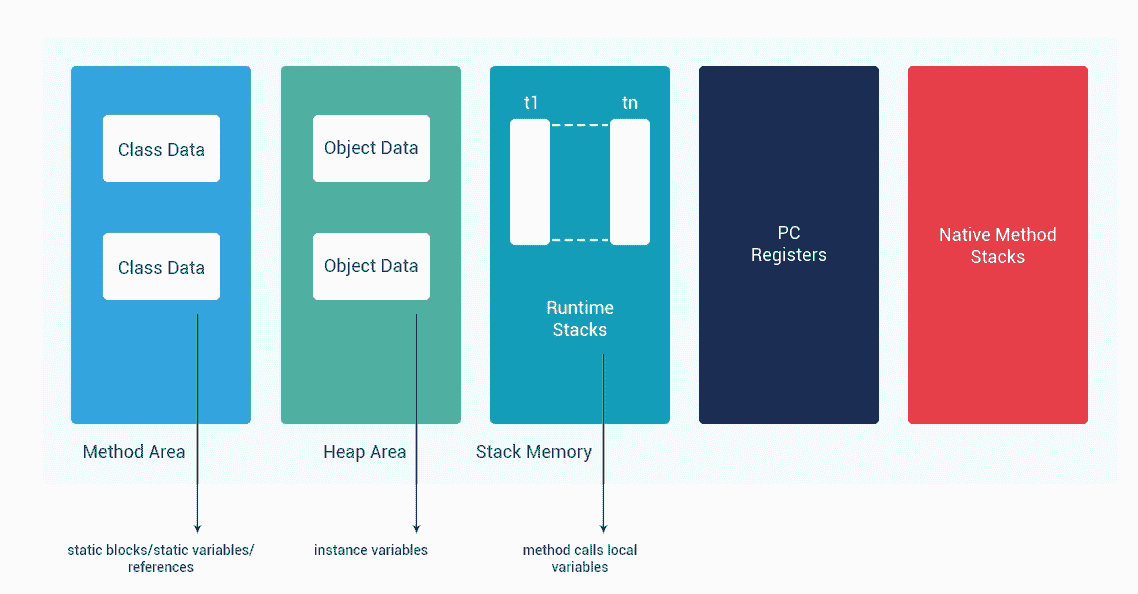 Class Data
Class Data
Method Area
static blocks/static variables/
references
Object Data
Object Data
Heap Area
instance variables
t1
tn
Runtime
Stacks
Stack Memory
method calls local
variables
PC
Registers
Native Method
Stacks